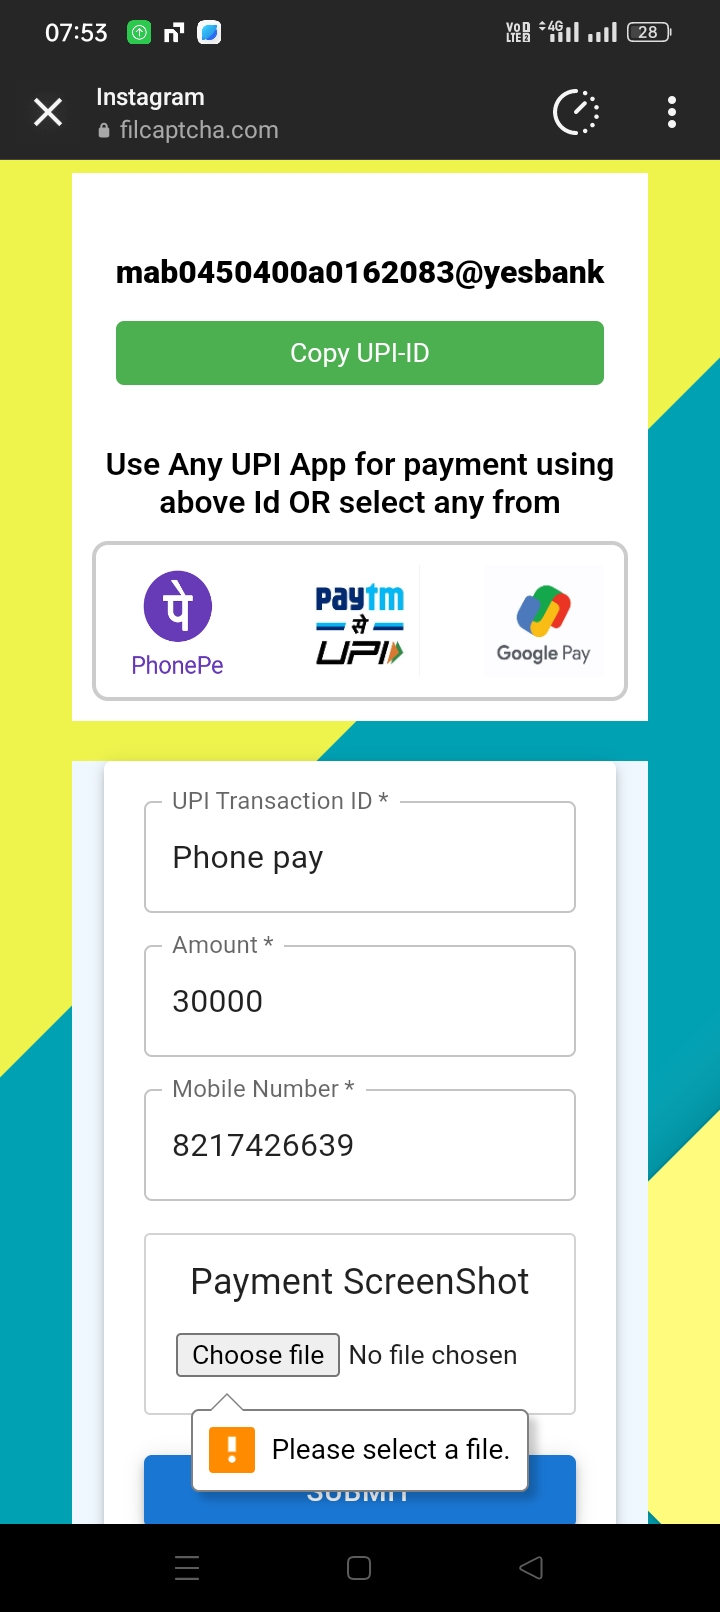 07:53
Vo LTE 2 4G 28
Instagram
filcaptcha.com
mab0450400a0162083@yesbank
Copy UPI-ID
Use Any UPI App for payment using
above Id OR select any from
पे
PhonePe
paytm
से
UPI
Google Pay
UPI Transaction ID *
Phone pay
Amount *
30000
Mobile Number *
8217426639
Payment ScreenShot
Choose file No file chosen
Please select a file.
SUBMIT